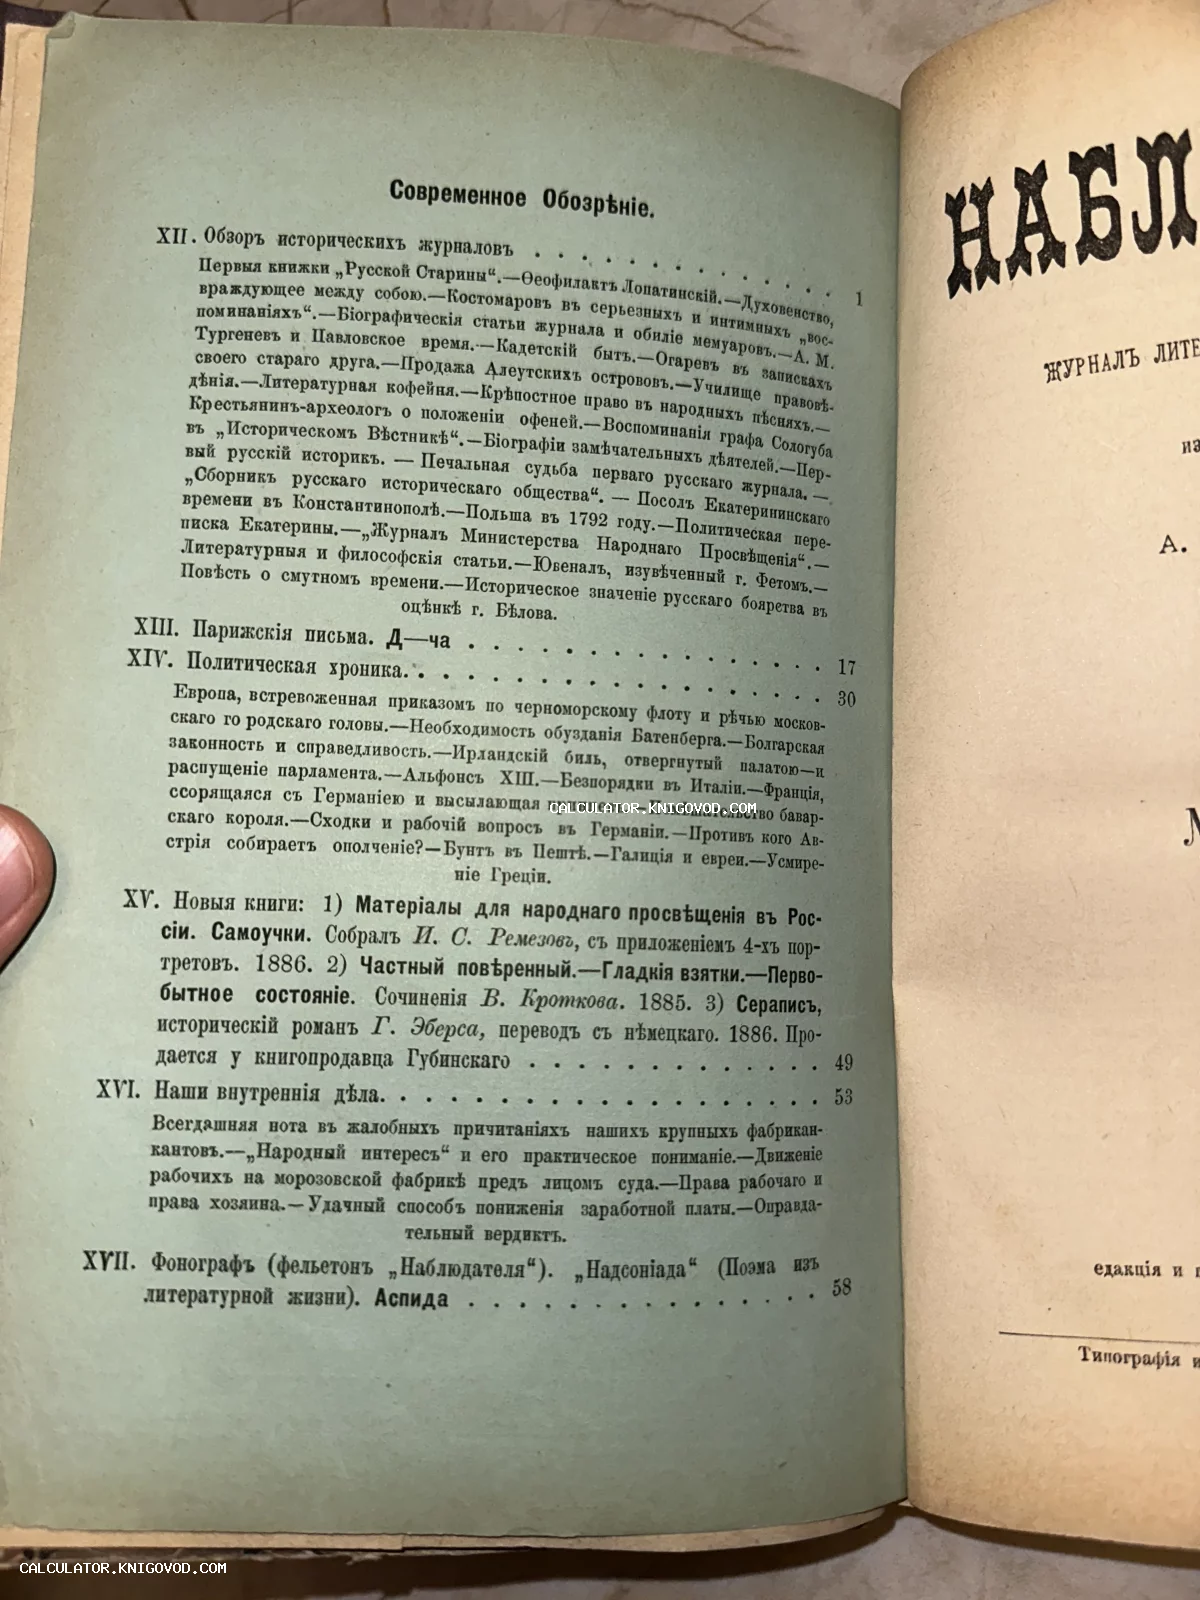 Современное Обозрѣніе.
XII. Обзоръ историческихъ журналовъ . . . . . . . . . . . . . 1
Первыя книжки „Русской Старины“.—Ѳеофилактъ Лопатинскій.—Духовенство,
враждующее между собою.—Костомаровъ въ серьезныхъ и интимныхъ „вос-
поминаніяхъ“.—Біографическія статьи журнала и обиліе мемуаровъ.—А. М.
Тургеневъ и Павловское время.—Кадетскій бытъ.—Огаревъ въ запискахъ
своего стараго друга.—Продажа Алеутскихъ острововъ.—Училище правовѣ-
дѣнія.—Литературная кофейня.—Крѣпостное право въ народныхъ пѣсняхъ.—
Крестьянинъ-археологъ о положеніи офеней.—Воспоминанія графа Сологуба
въ „Историческомъ Вѣстникѣ“.—Біографіи замѣчательныхъ дѣятелей.—Пер-
вый русскій историкъ. — Печальная судьба перваго русскаго журнала. —
„Сборникъ русскаго историческаго общества“. — Посолъ Екатерининскаго
времени въ Константинополѣ.—Польша въ 1792 году.—Политическая пере-
писка Екатерины.—„Журналъ Министерства Народнаго Просвѣщенія“.—
Литературныя и философскія статьи.—Ювеналъ, изувѣченный г. Фетомъ.—
Повѣсть о смутномъ времени.—Историческое значеніе русскаго боярства въ
оцѣнкѣ г. Бѣлова.
XIII. Парижскія письма. Д—ча . . . . . . . . . . . . . . . 17
XIV. Политическая хроника. . . . . . . . . . . . . . . . . 30
Европа, встревоженная приказомъ по черноморскому флоту и рѣчью москов-
скаго го родскаго головы.—Необходимость обузданія Батенберга.—Болгарская
законность и справедливость.—Ирландскій биль, отвергнутый палатою—и
распущеніе парламента.—Альфонсъ XIII.—Безпорядки въ Италіи.—Франція,
ссорящаяся съ Германіею и высылающая бавар-
скаго короля.—Сходки и рабочій вопросъ въ Германіи.—Противъ кого Ав-
стрія собираетъ ополченіе?—Бунтъ въ Пештѣ.—Галиція и евреи.—Усмире-
ніе Греціи.
XV. Новыя книги: 1) Матеріалы для народнаго просвѣщенія въ Рос-
сіи. Самоучки. Собралъ И. С. Ремезовъ, съ приложеніемъ 4-хъ пор-
третовъ. 1886. 2) Частный повѣренный.—Гладкія взятки.—Перво-
бытное состояніе. Сочиненія В. Кроткова. 1885. 3) Серапис,
историческій романъ Г. Эберса, переводъ съ нѣмецкаго. 1886. Про-
дается у книгопродавца Губинскаго . . . . . . . . . . . . . 49
XVI. Наши внутреннія дѣла. . . . . . . . . . . . . . . . . . 53
Всегдашняя нота въ жалобныхъ причитаніяхъ нашихъ крупныхъ фабрикан-
кантовъ.—„Народный интересъ“ и его практическое пониманіе.—Движеніе
рабочихъ на морозовской фабрикѣ предъ лицомъ суда.—Права рабочаго и
права хозяина.—Удачный способъ пониженія заработной платы.—Оправда-
тельный вердиктъ.
XVII. Фонографъ (фельетонъ „Наблюдателя“). „Надсоніада“ (Поэма изъ
литературной жизни). Аспида . . . . . . . . . . . . . . 58
НАБЛ
ЖУРНАЛЪ ЛИТЕ
из
А.
едакція и
Типографія и
CALCULATOR.KNIGOVOD.COM
CALCULATOR.KNIGOVOD.COM